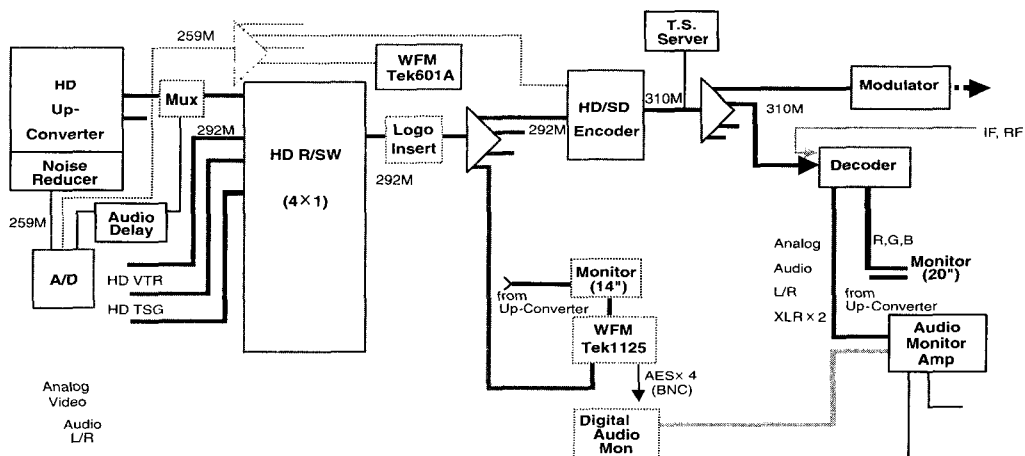 T.S.
Server
259M
WFM
Tek601A
HD
Up-
Converter
Mux
Noise
Reducer
292M
HD R/SW
(4×1)
Logo
Insert
292M
292M
HD/SD
Encoder
310M
310M
Modulator
IF, RF
Decoder
259M
Audio
Delay
A/D
HD VTR
HD TSG
from
Up-Converter
Monitor
(14")
WFM
Tek1125
AES× 4
(BNC)
Digital
Audio
Mon
Analog
Audio
L/R
XLR×2
R,G,B
Monitor
(20")
from
Up-Converter
Audio
Monitor
Amp
Analog
Video
Audio
L/R